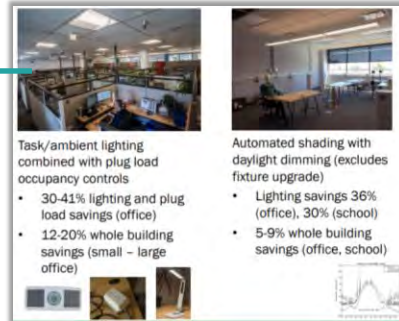 Task/ambient lighting
combined with plug load
occupancy controls
• 30-41% lighting and plug
load savings (office)
• 12-20% whole building
savings (small – large
office)
Automated shading with
daylight dimming (excludes
fixture upgrade)
• Lighting savings 36%
(office), 30% (school)
• 5-9% whole building
savings (office, school)